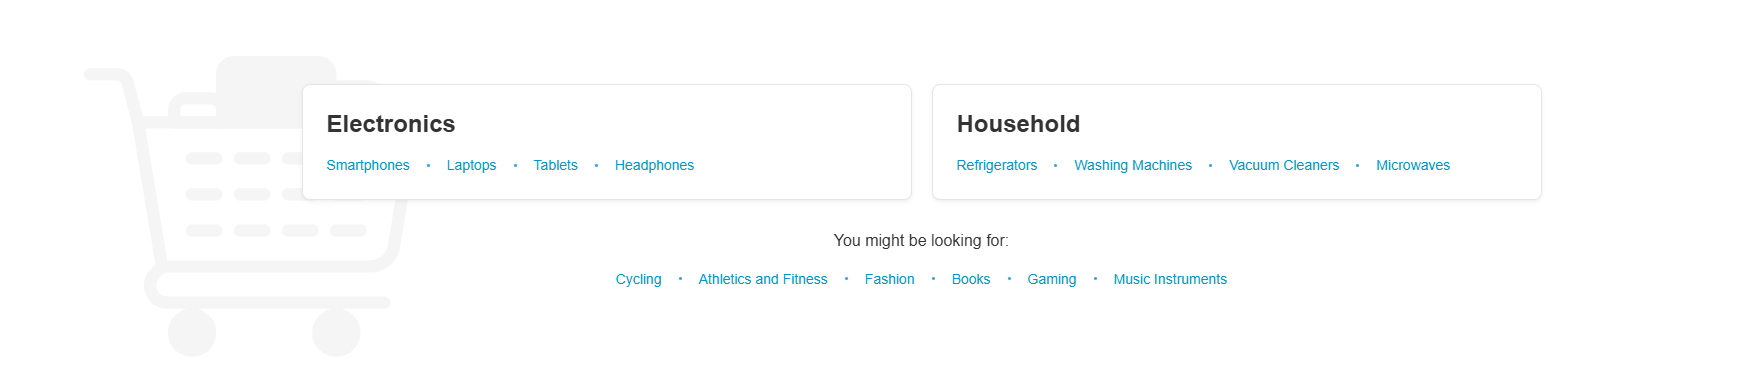 Electronics
Smartphones • Laptops • Tablets • Headphones
Household
Refrigerators • Washing Machines • Vacuum Cleaners • Microwaves
You might be looking for:
Cycling • Athletics and Fitness • Fashion • Books • Gaming • Music Instruments